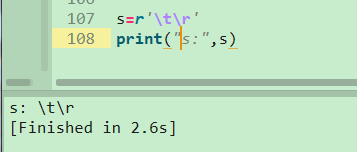 107 s=r'\t\r'
108 print("s:",s)
s: \t\r
[Finished in 2.6s]